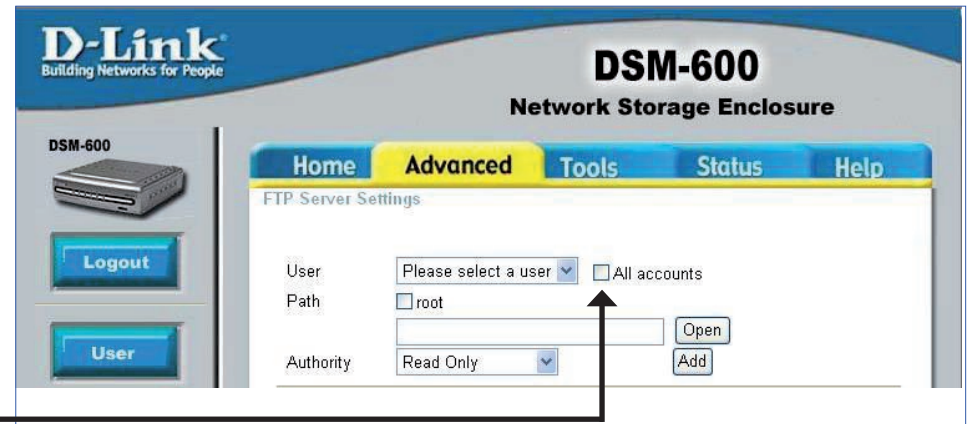 D-Link
Building Networks for People
DSM-600
Network Storage Enclosure
DSM-600
Home Advanced Tools Status Help
FTP Server Settings
Logout
User Please select a user All accounts
Path root
Open
User
Authority Read Only Add